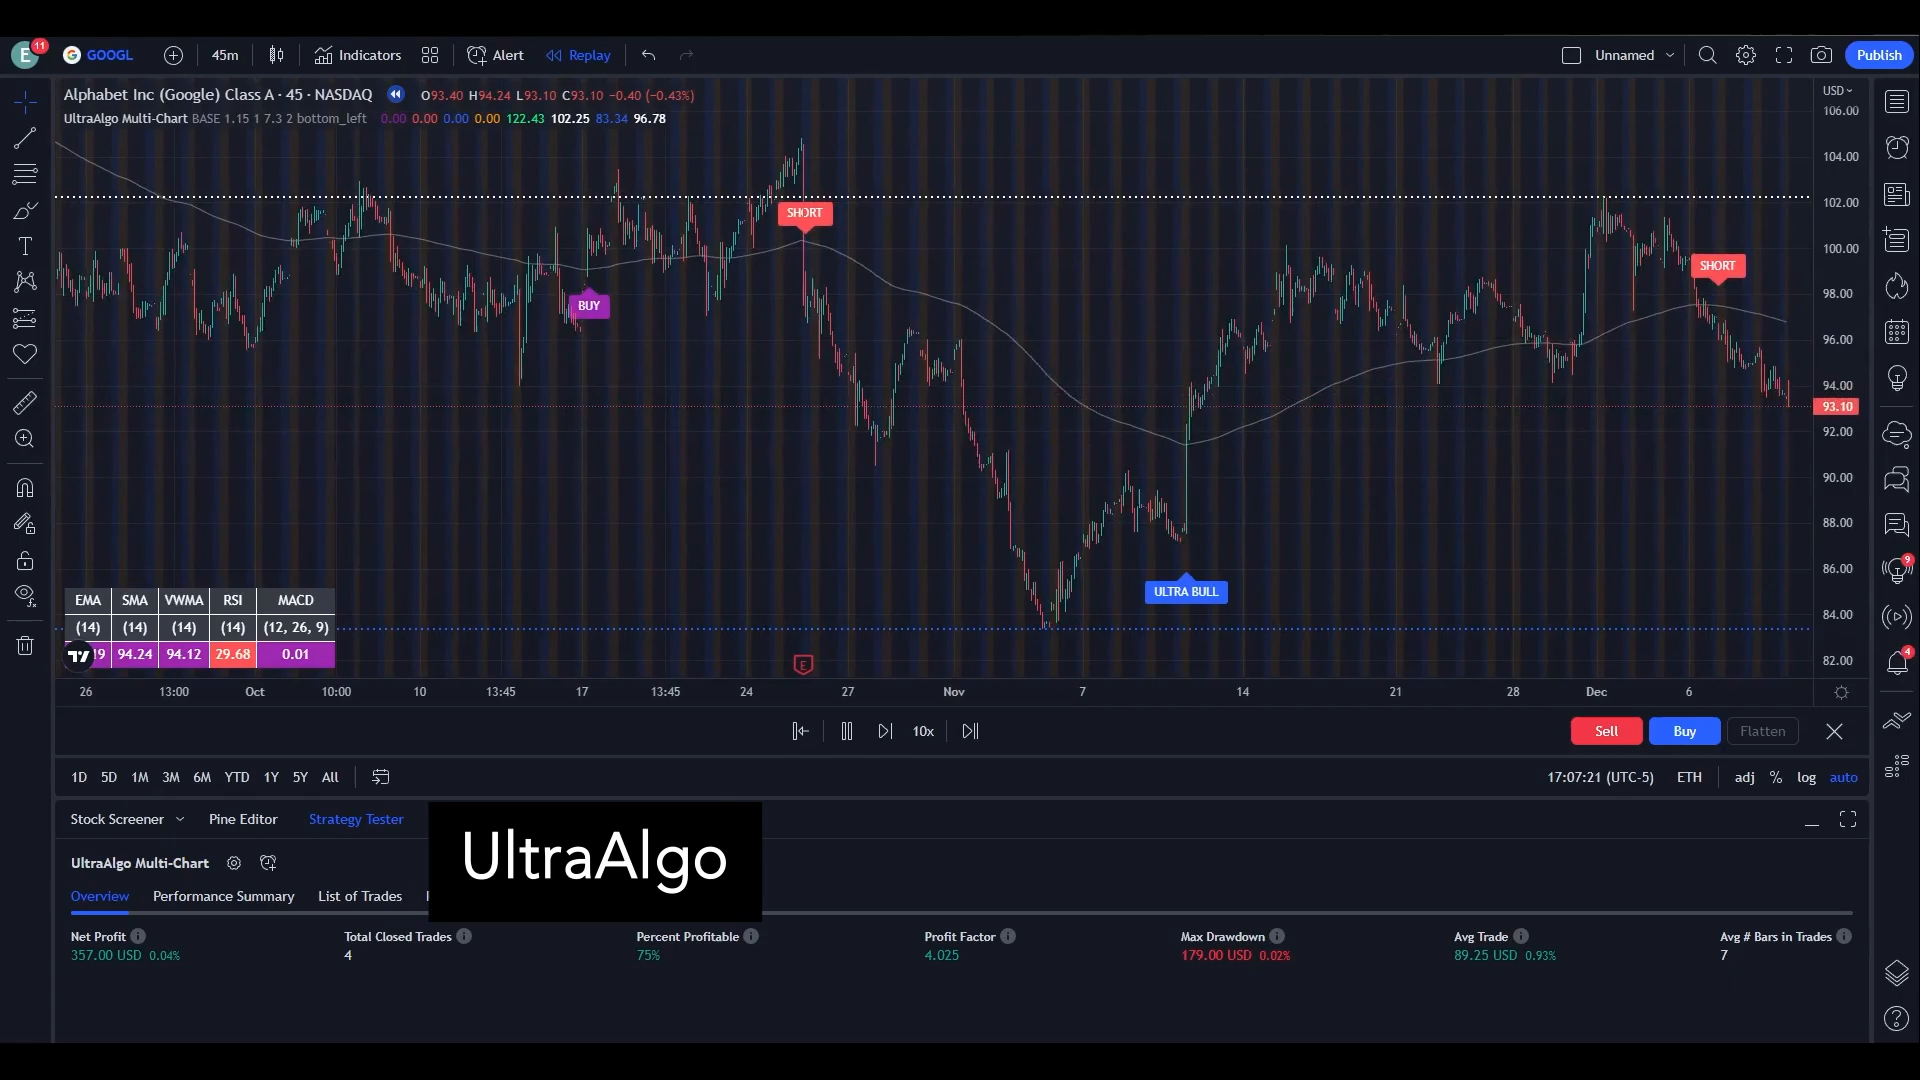 E 11 GOOGL 45m Indicators Alert Replay Unnamed Publish
Alphabet Inc (Google) Class A · 45 · NASDAQ O93.40 H94.24 L93.10 C93.10 −0.40 (−0.43%)
UltraAlgo Multi-Chart BASE 1.15 1 7.3 2 bottom_left 0.00 0.00 0.00 0.00 122.43 102.25 83.34 96.78
USD
106.00
104.00
102.00
100.00
98.00
96.00
94.00
93.10
92.00
90.00
88.00
86.00
84.00
82.00
SHORT
SHORT
BUY
ULTRA BULL
EMA SMA VWMA RSI MACD
(14) (14) (14) (14) (12, 26, 9)
19 94.24 94.12 29.68 0.01
E
9
4
26 13:00 Oct 10:00 10 13:45 17 13:45 24 27 Nov 7 14 21 28 Dec 6
10x Sell Buy Flatten
1D 5D 1M 3M 6M YTD 1Y 5Y All 17:07:21 (UTC-5) ETH adj % log auto
Stock Screener Pine Editor Strategy Tester
UltraAlgo
UltraAlgo Multi-Chart
Overview Performance Summary List of Trades
Net Profit Total Closed Trades Percent Profitable Profit Factor Max Drawdown Avg Trade Avg # Bars in Trades
357.00 USD 0.04% 4 75% 4.025 179.00 USD 0.02% 89.25 USD 0.93% 7